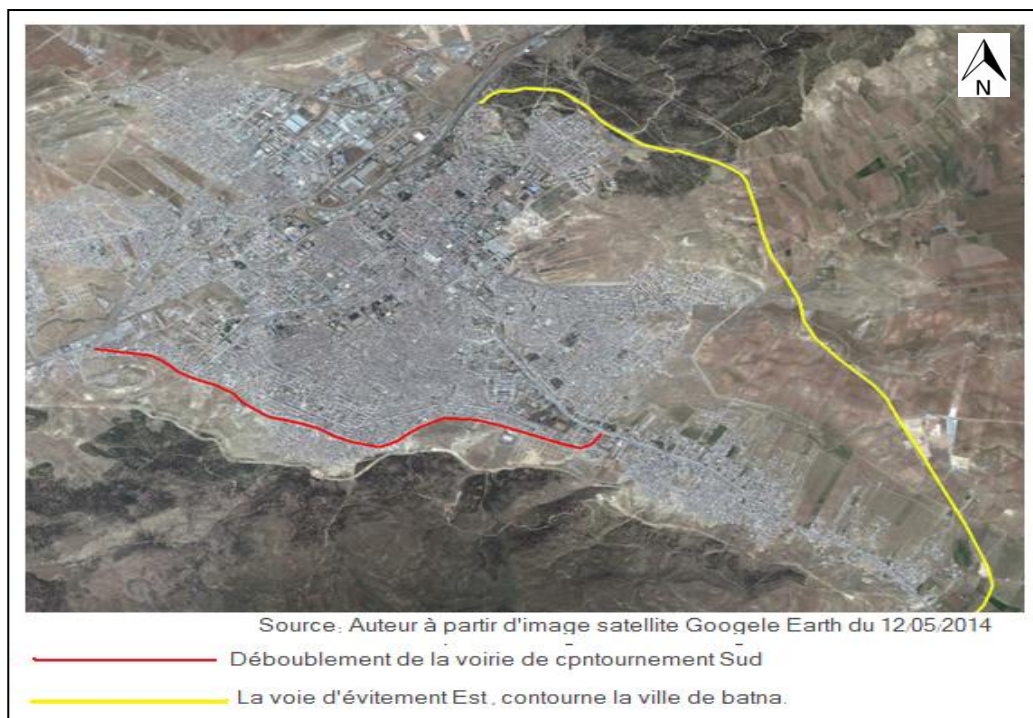 N
Source: Auteur à partir d'image satellite Googele Earth du 12/05/2014
Déboublement de la voirie de cpntournement Sud
La voie d'évitement Est, contourne la ville de batna.